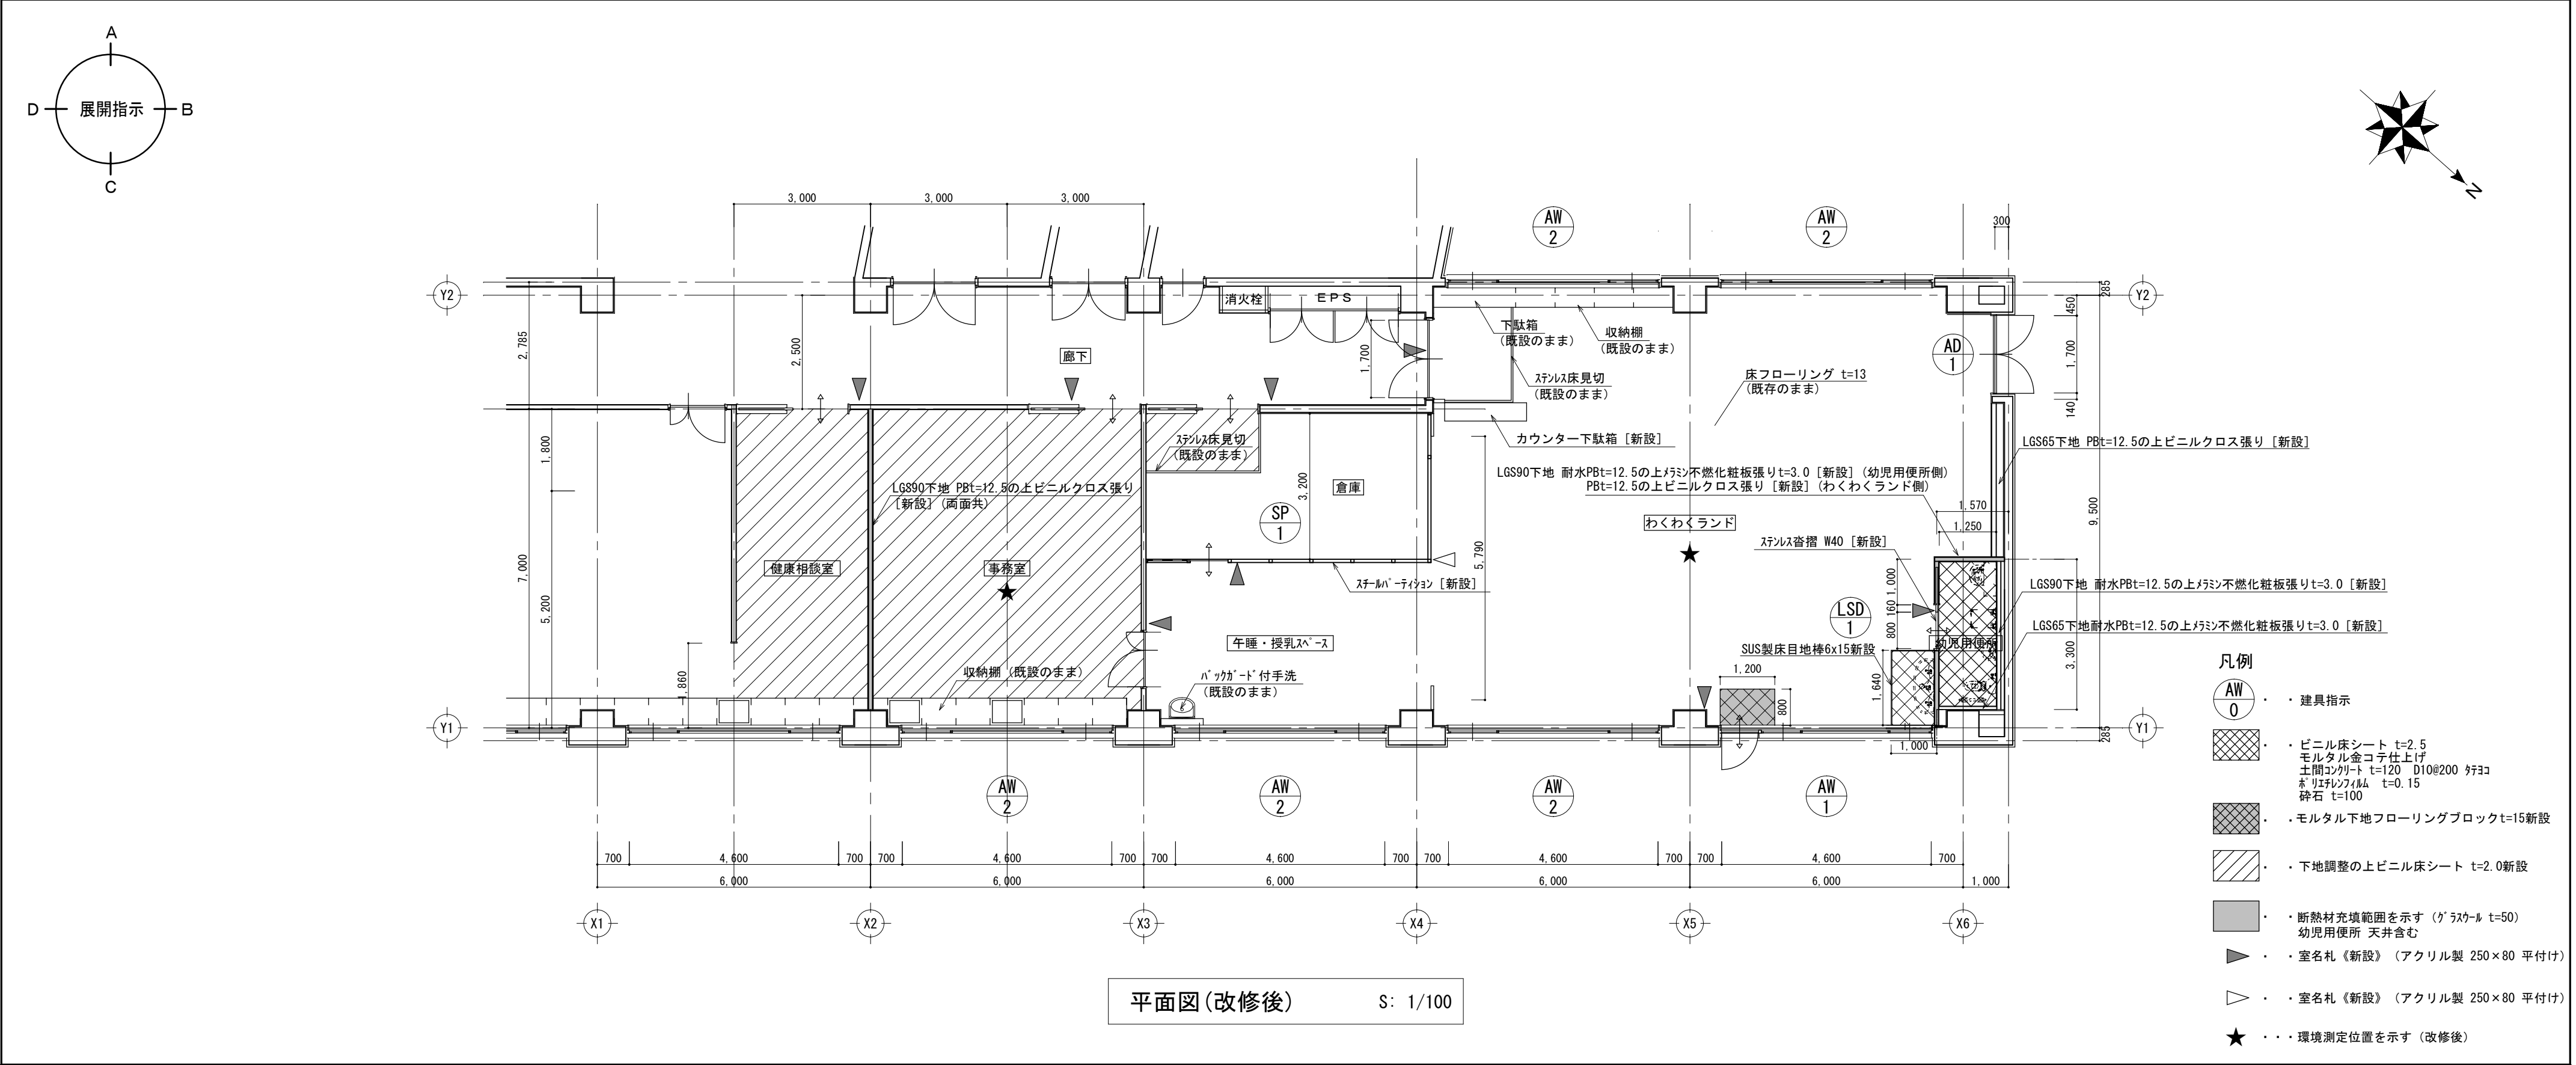 A
D 展開指示 B
C
N
3,000 3,000 3,000
AW
2
AW
2
300
Y2
Y2
285
450
1,700
140
2,785
2,500
消火栓
EPS
廊下
1,700
下駄箱
(既設のまま)
収納棚
(既設のまま)
ステンレス床見切
(既設のまま)
床フローリング t=13
(既存のまま)
AD
1
カウンター下駄箱 [新設]
LGS65下地 PBt=12.5の上ビニルクロス張り [新設]
1,800
ステンレス床見切
(既設のまま)
LGS90下地 耐水PBt=12.5の上メラミン不燃化粧板張りt=3.0 [新設] (幼児用便所側)
PBt=12.5の上ビニルクロス張り [新設] (わくわくランド側)
LGS90下地 PBt=12.5の上ビニルクロス張り
[新設] (両面共)
3,200
倉庫
SP
1
わくわくランド
1,570
1,250
9,500
ステンレス沓摺 W40 [新設]
7,000
5,200
健康相談室
事務室
5,790
スチールパーティション [新設]
1,000
160
800
LGS90下地 耐水PBt=12.5の上メラミン不燃化粧板張りt=3.0 [新設]
LSD
1
LGS65下地耐水PBt=12.5の上メラミン不燃化粧板張りt=3.0 [新設]
午睡・授乳スペース
幼児用便所
SUS製床目地棒6x15新設
3,300
1,860
収納棚 (既設のまま)
バックガード付手洗
(既設のまま)
1,200
800
1,640
1,000
Y1
Y1
285
AW
2
AW
2
AW
2
AW
1
700 4,600 700 700 4,600 700 700 4,600 700 700 4,600 700 700 4,600 700
6,000 6,000 6,000 6,000 6,000 1,000
X1 X2 X3 X4 X5 X6
平面図(改修後) S: 1/100
凡例
AW
0
・ ・ 建具指示
・ ・ ビニル床シート t=2.5
モルタル金コテ仕上げ
土間コンクリート t=120 D10@200 タテヨコ
ポリエチレンフィルム t=0.15
砕石 t=100
・ ・モルタル下地フローリングブロックt=15新設
・ ・ 下地調整の上ビニル床シート t=2.0新設
・ ・断熱材充填範囲を示す (グラスウール t=50)
幼児用便所 天井含む
・ ・室名札《新設》 (アクリル製 250×80 平付け)
・ ・室名札《新設》 (アクリル製 250×80 平付け)
・・・環境測定位置を示す (改修後)